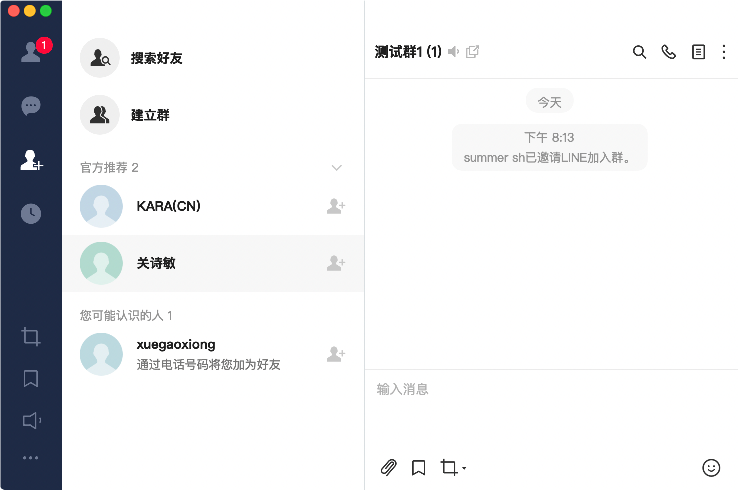 1
搜索好友
建立群
官方推荐 2
KARA(CN)
关诗敏
您可能认识的人 1
xuegaoxiong
通过电话号码将您加为好友
测试群1 (1)
今天
下午 8:13
summer sh已邀请LINE加入群。
输入消息